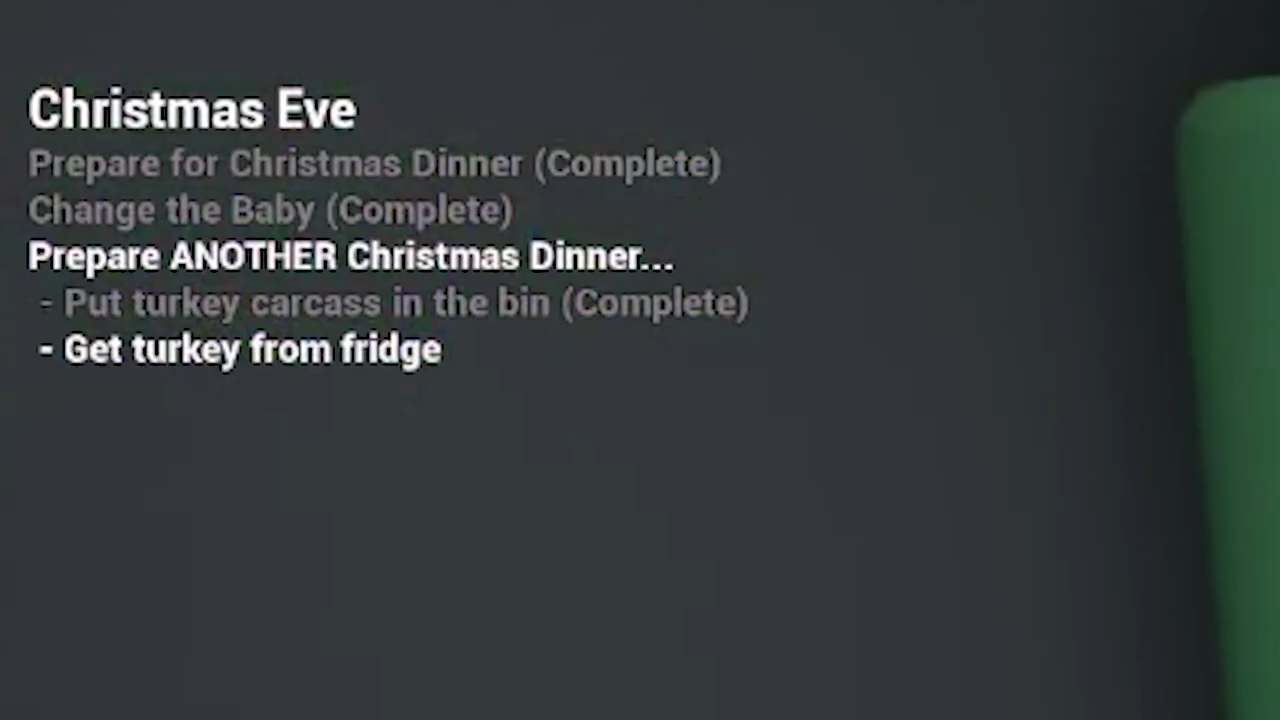 Christmas Eve
Prepare for Christmas Dinner (Complete)
Change the Baby (Complete)
Prepare ANOTHER Christmas Dinner...
- Put turkey carcass in the bin (Complete)
- Get turkey from fridge